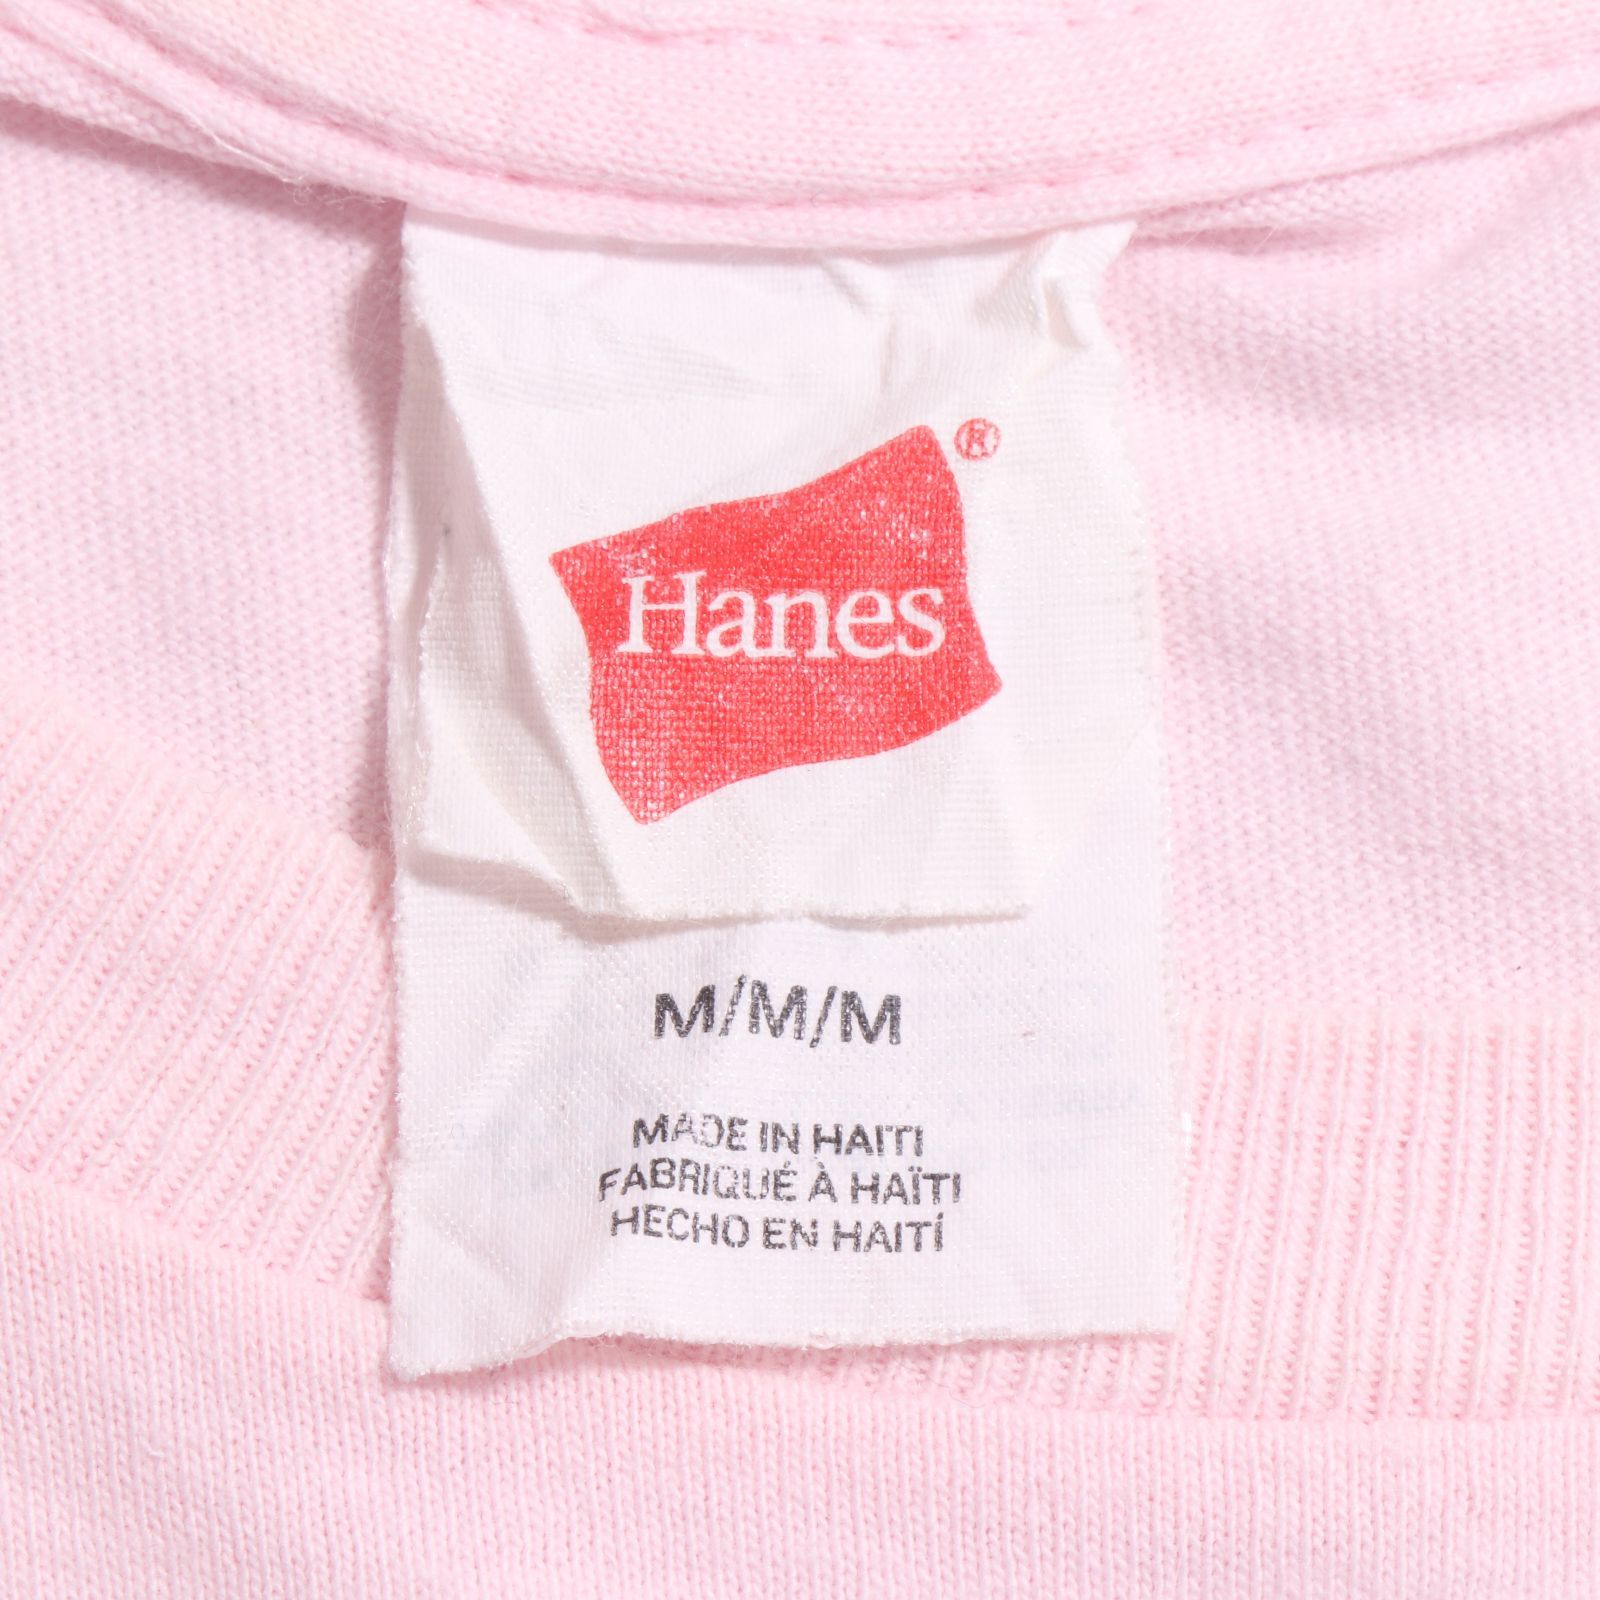 Hanes®
M/M/M
MADE IN HAITI
FABRIQUÉ À HAÏTI
HECHO EN HAITÍ